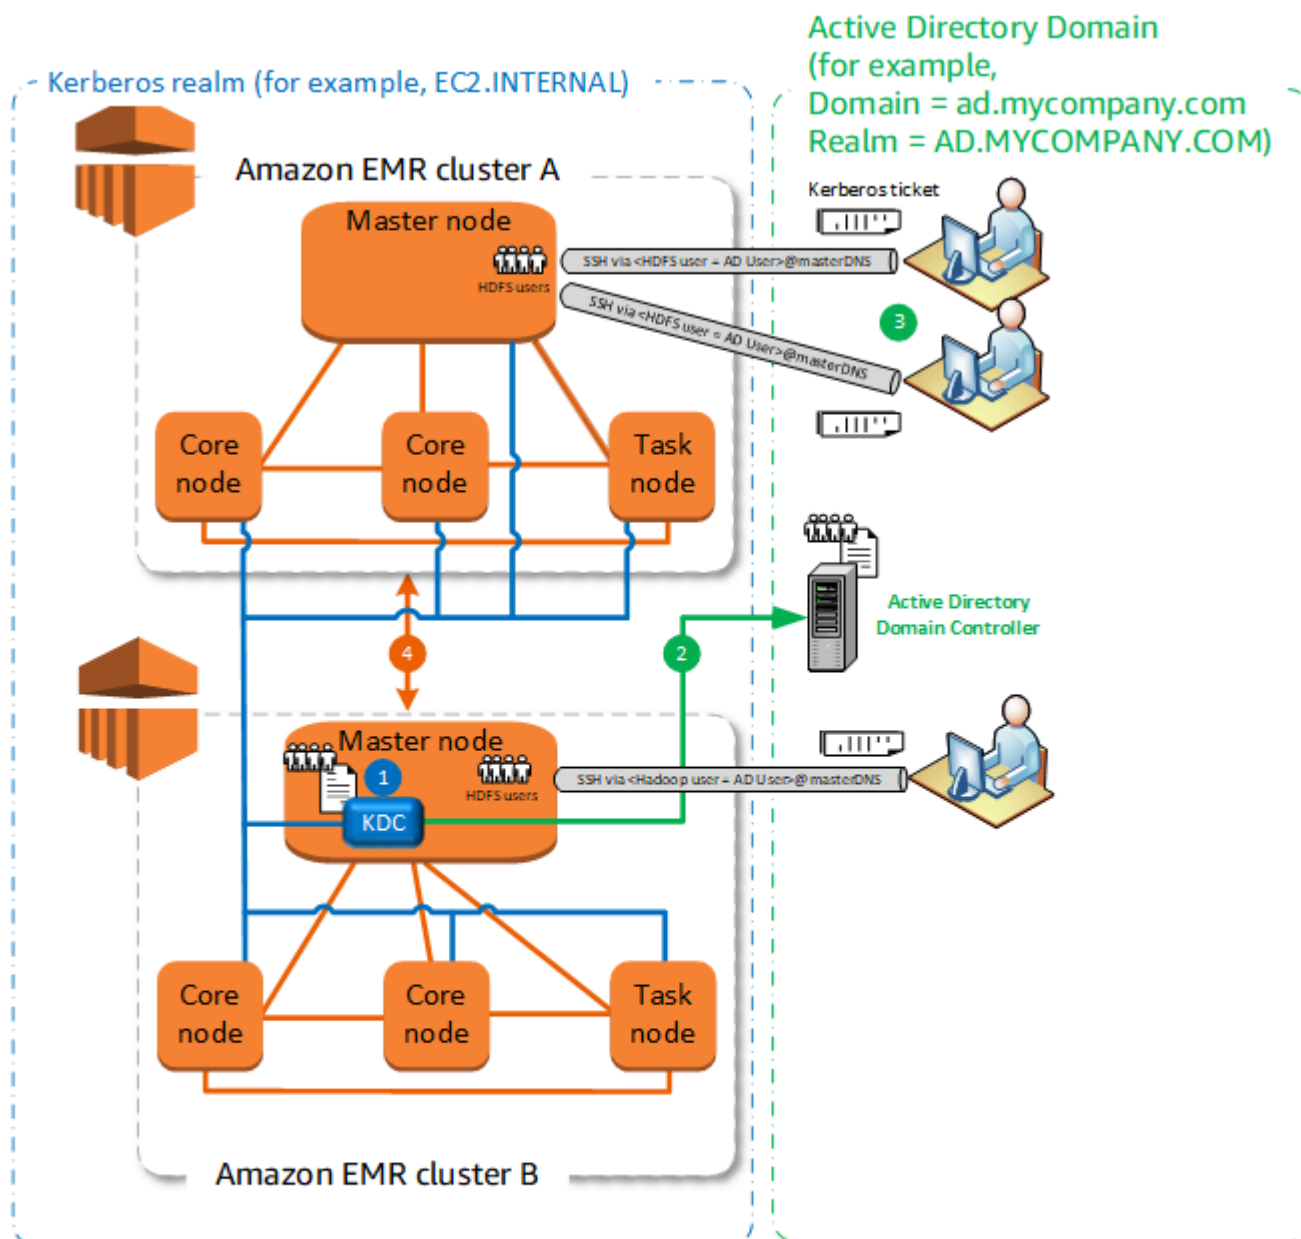 Active Directory Domain
(for example,
Domain = ad.mycompany.com
Realm = AD.MYCOMPANY.COM)
Kerberos realm (for example, EC2.INTERNAL)
Amazon EMR cluster A
Master node
HDFS users
Kerberos ticket
SSH via <HDFS user = AD User>@masterDNS
SSH via <HDFS user = AD User>@masterDNS
3
Core
node
Core
node
Task
node
Active Directory
Domain Controller
4
2
Master node
1
HDFS users
KDC
SSH via <Hadoop user = AD User>@masterDNS
Core
node
Core
node
Task
node
Amazon EMR cluster B